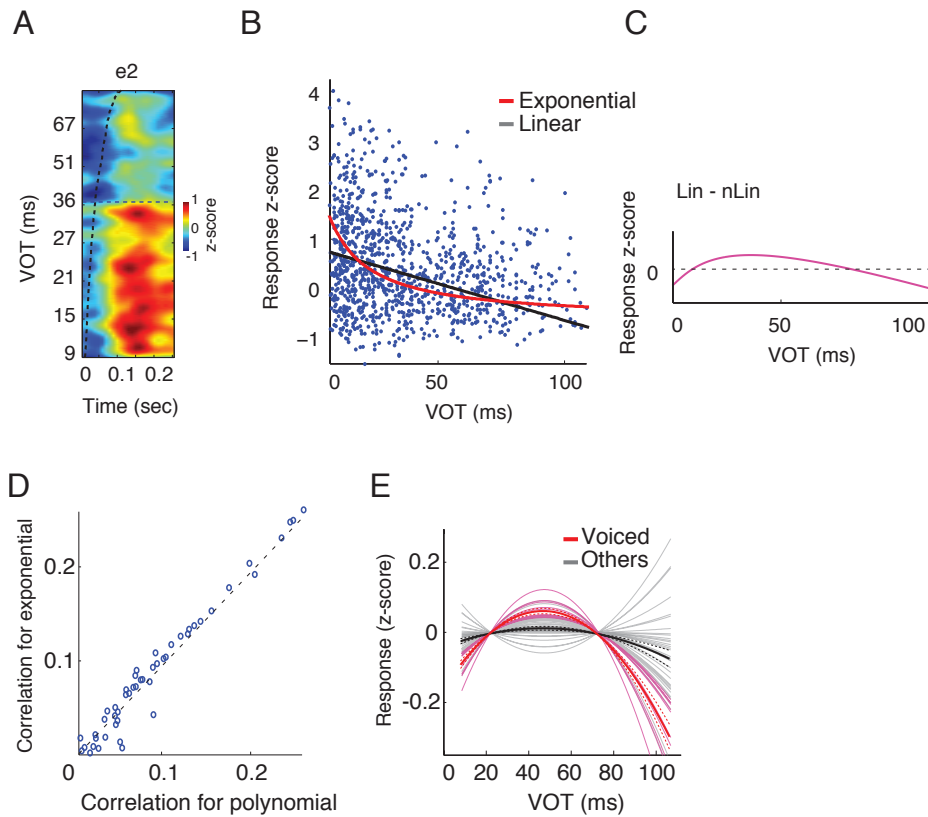 A
e2
VOT (ms)
67
51
36
27
21
15
9
0 0.1 0.2
Time (sec)
1
0
-1
z-score
B
Response z-score
4
3
2
1
0
−1
0 50 100
VOT (ms)
Exponential
Linear
C
Lin - nLin
Response z-score
0
0 50 100
VOT (ms)
D
Correlation for exponential
0.2
0.1
0 0.1 0.2
Correlation for polynomial
E
Voiced
Others
Response (z-score)
0.2
0
-0.2
0 20 40 60 80 100
VOT (ms)